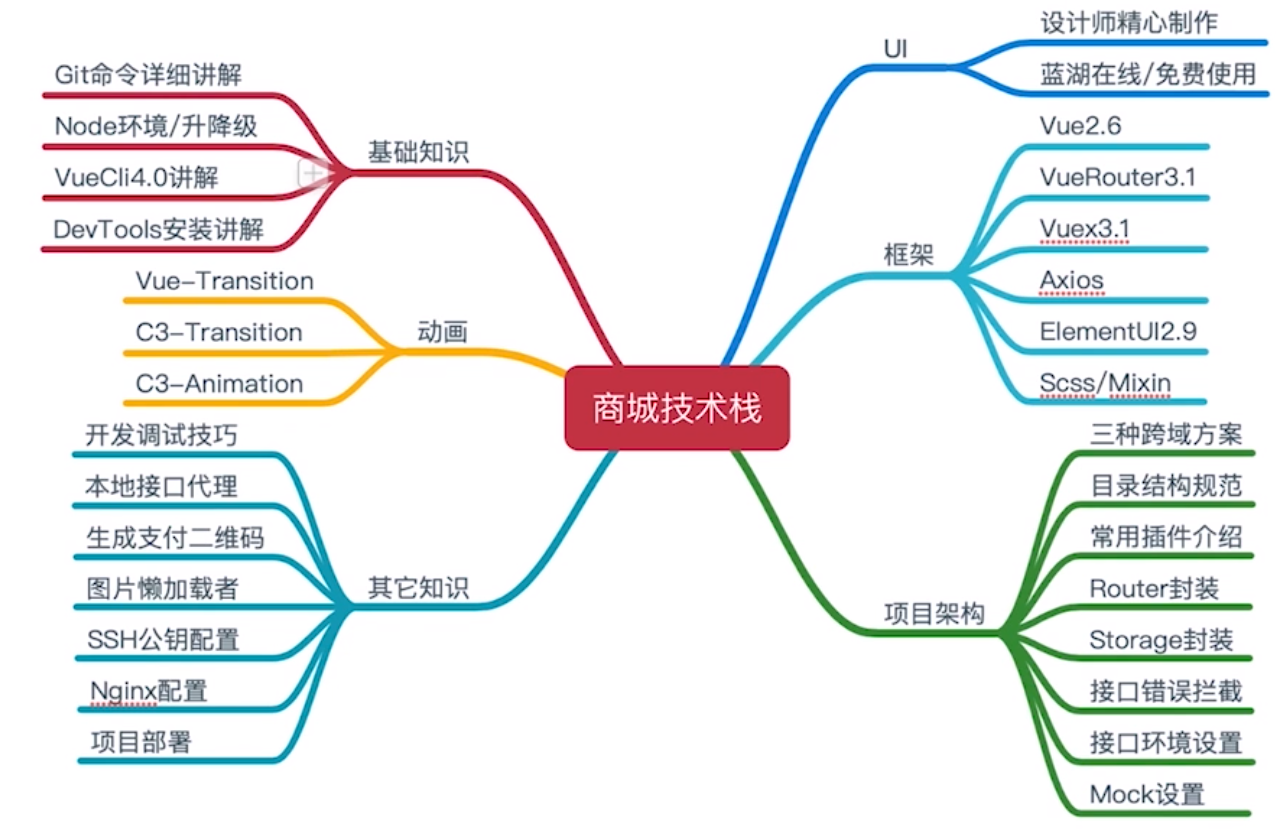 商城技术栈
基础知识
Git命令详细讲解
Node环境/升降级
VueCli4.0讲解
DevTools安装讲解
动画
Vue-Transition
C3-Transition
C3-Animation
其它知识
开发调试技巧
本地接口代理
生成支付二维码
图片懒加载者
SSH公钥配置
Nginx配置
项目部署
UI
设计师精心制作
蓝湖在线/免费使用
框架
Vue2.6
VueRouter3.1
Vuex3.1
Axios
ElementUI2.9
Scss/Mixin
项目架构
三种跨域方案
目录结构规范
常用插件介绍
Router封装
Storage封装
接口错误拦截
接口环境设置
Mock设置